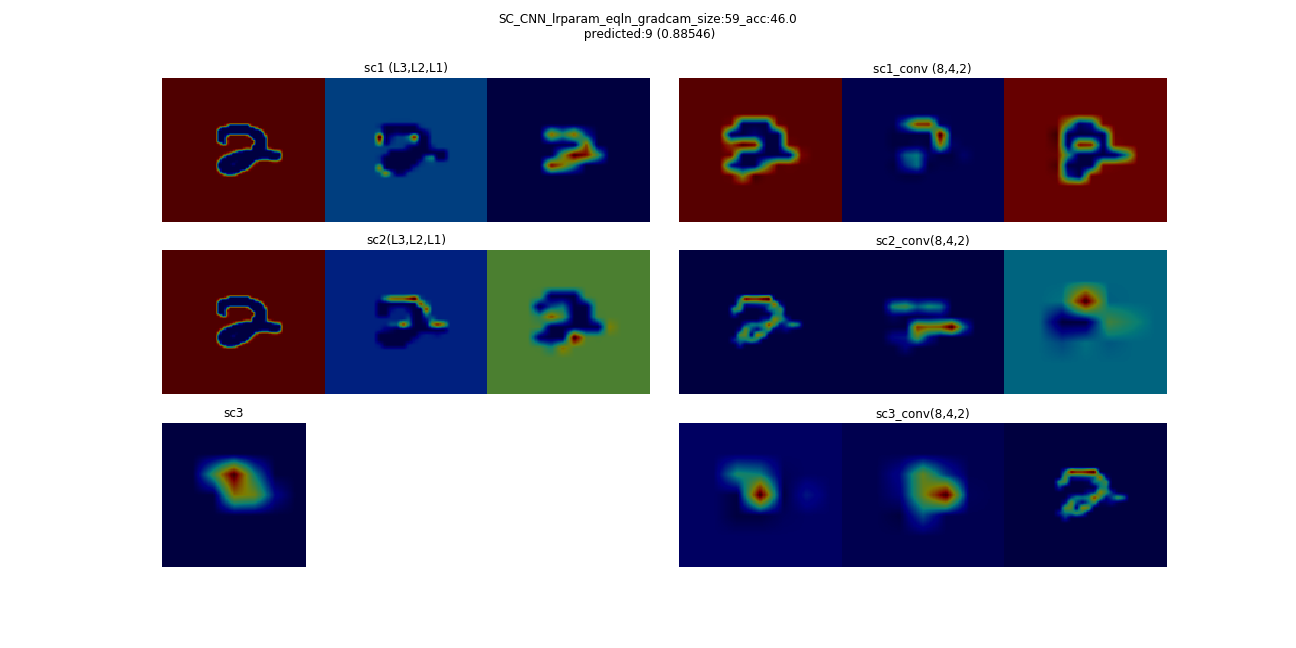 SC_CNN_lrparam_eqln_gradcam_size:59_acc:46.0
predicted:9 (0.88546)
sc1 (L3,L2,L1)
sc1_conv (8,4,2)
sc2(L3,L2,L1)
sc2_conv(8,4,2)
sc3
sc3_conv(8,4,2)